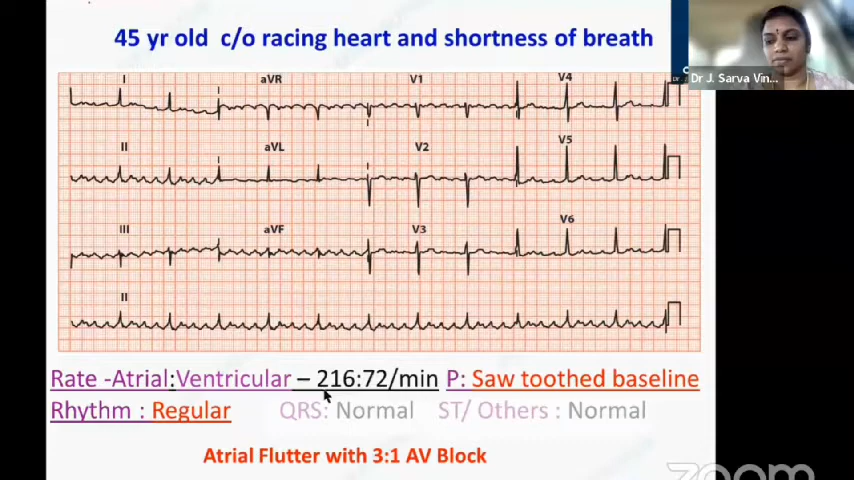 45 yr old c/o racing heart and shortness of breath
Dr J. Sarva Vin...
I aVR V1 V4
II aVL V2 V5
III aVF V3 V6
II
Rate -Atrial:Ventricular – 216:72/min P: Saw toothed baseline
Rhythm : Regular QRS: Normal ST/ Others : Normal
Atrial Flutter with 3:1 AV Block
zoom